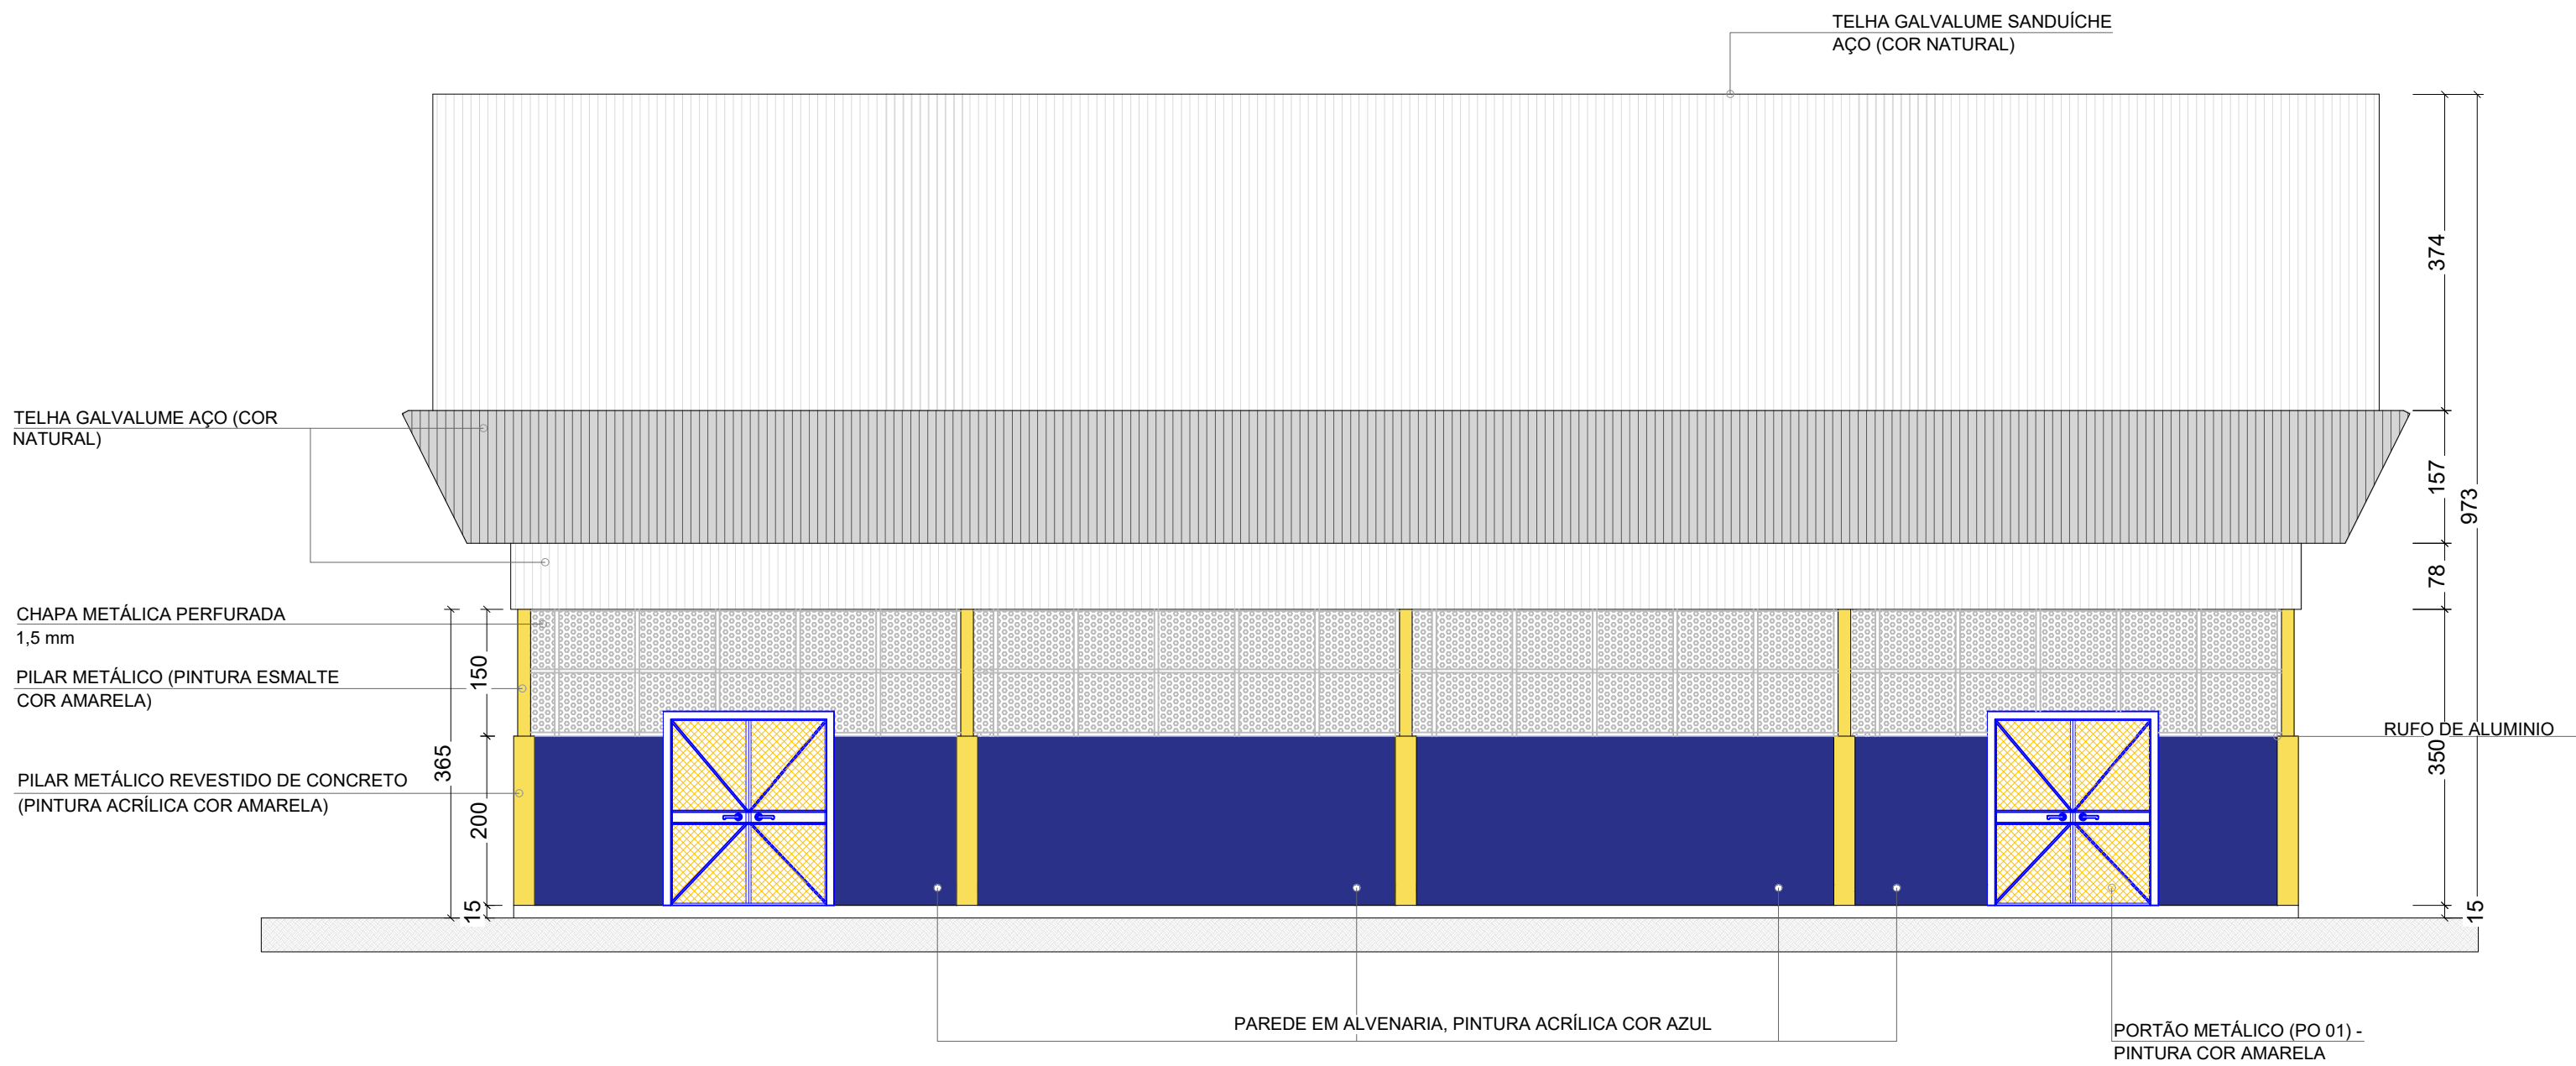 TELHA GALVALUME SANDUÍCHE
AÇO (COR NATURAL)
374
TELHA GALVALUME AÇO (COR
NATURAL)
157
973
78
CHAPA METÁLICA PERFURADA
1,5 mm
150
PILAR METÁLICO (PINTURA ESMALTE
COR AMARELA)
RUFO DE ALUMINIO
365
350
PILAR METÁLICO REVESTIDO DE CONCRETO
(PINTURA ACRÍLICA COR AMARELA)
200
15
15
PAREDE EM ALVENARIA, PINTURA ACRÍLICA COR AZUL
PORTÃO METÁLICO (PO 01) -
PINTURA COR AMARELA